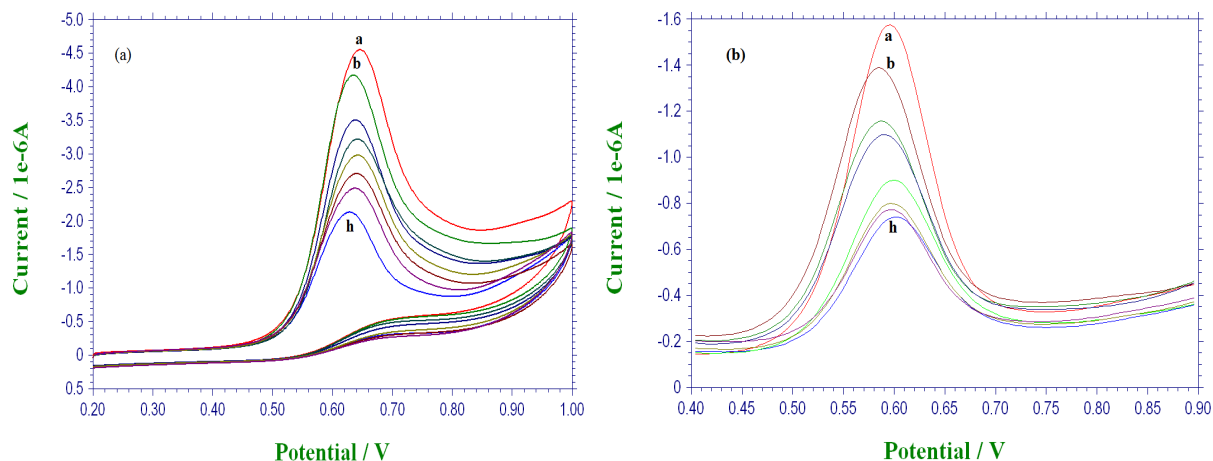 -5.0
-4.5
-4.0
-3.5
-3.0
-2.5
-2.0
-1.5
-1.0
-0.5
0
0.5
Current / 1e-6A
(a)
a
b
h
0.20 0.30 0.40 0.50 0.60 0.70 0.80 0.90 1.00
Potential / V
-1.6
-1.4
-1.2
-1.0
-0.8
-0.6
-0.4
-0.2
0
Current / 1e-6A
(b)
a
b
h
0.40 0.45 0.50 0.55 0.60 0.65 0.70 0.75 0.80 0.85 0.90
Potential / V